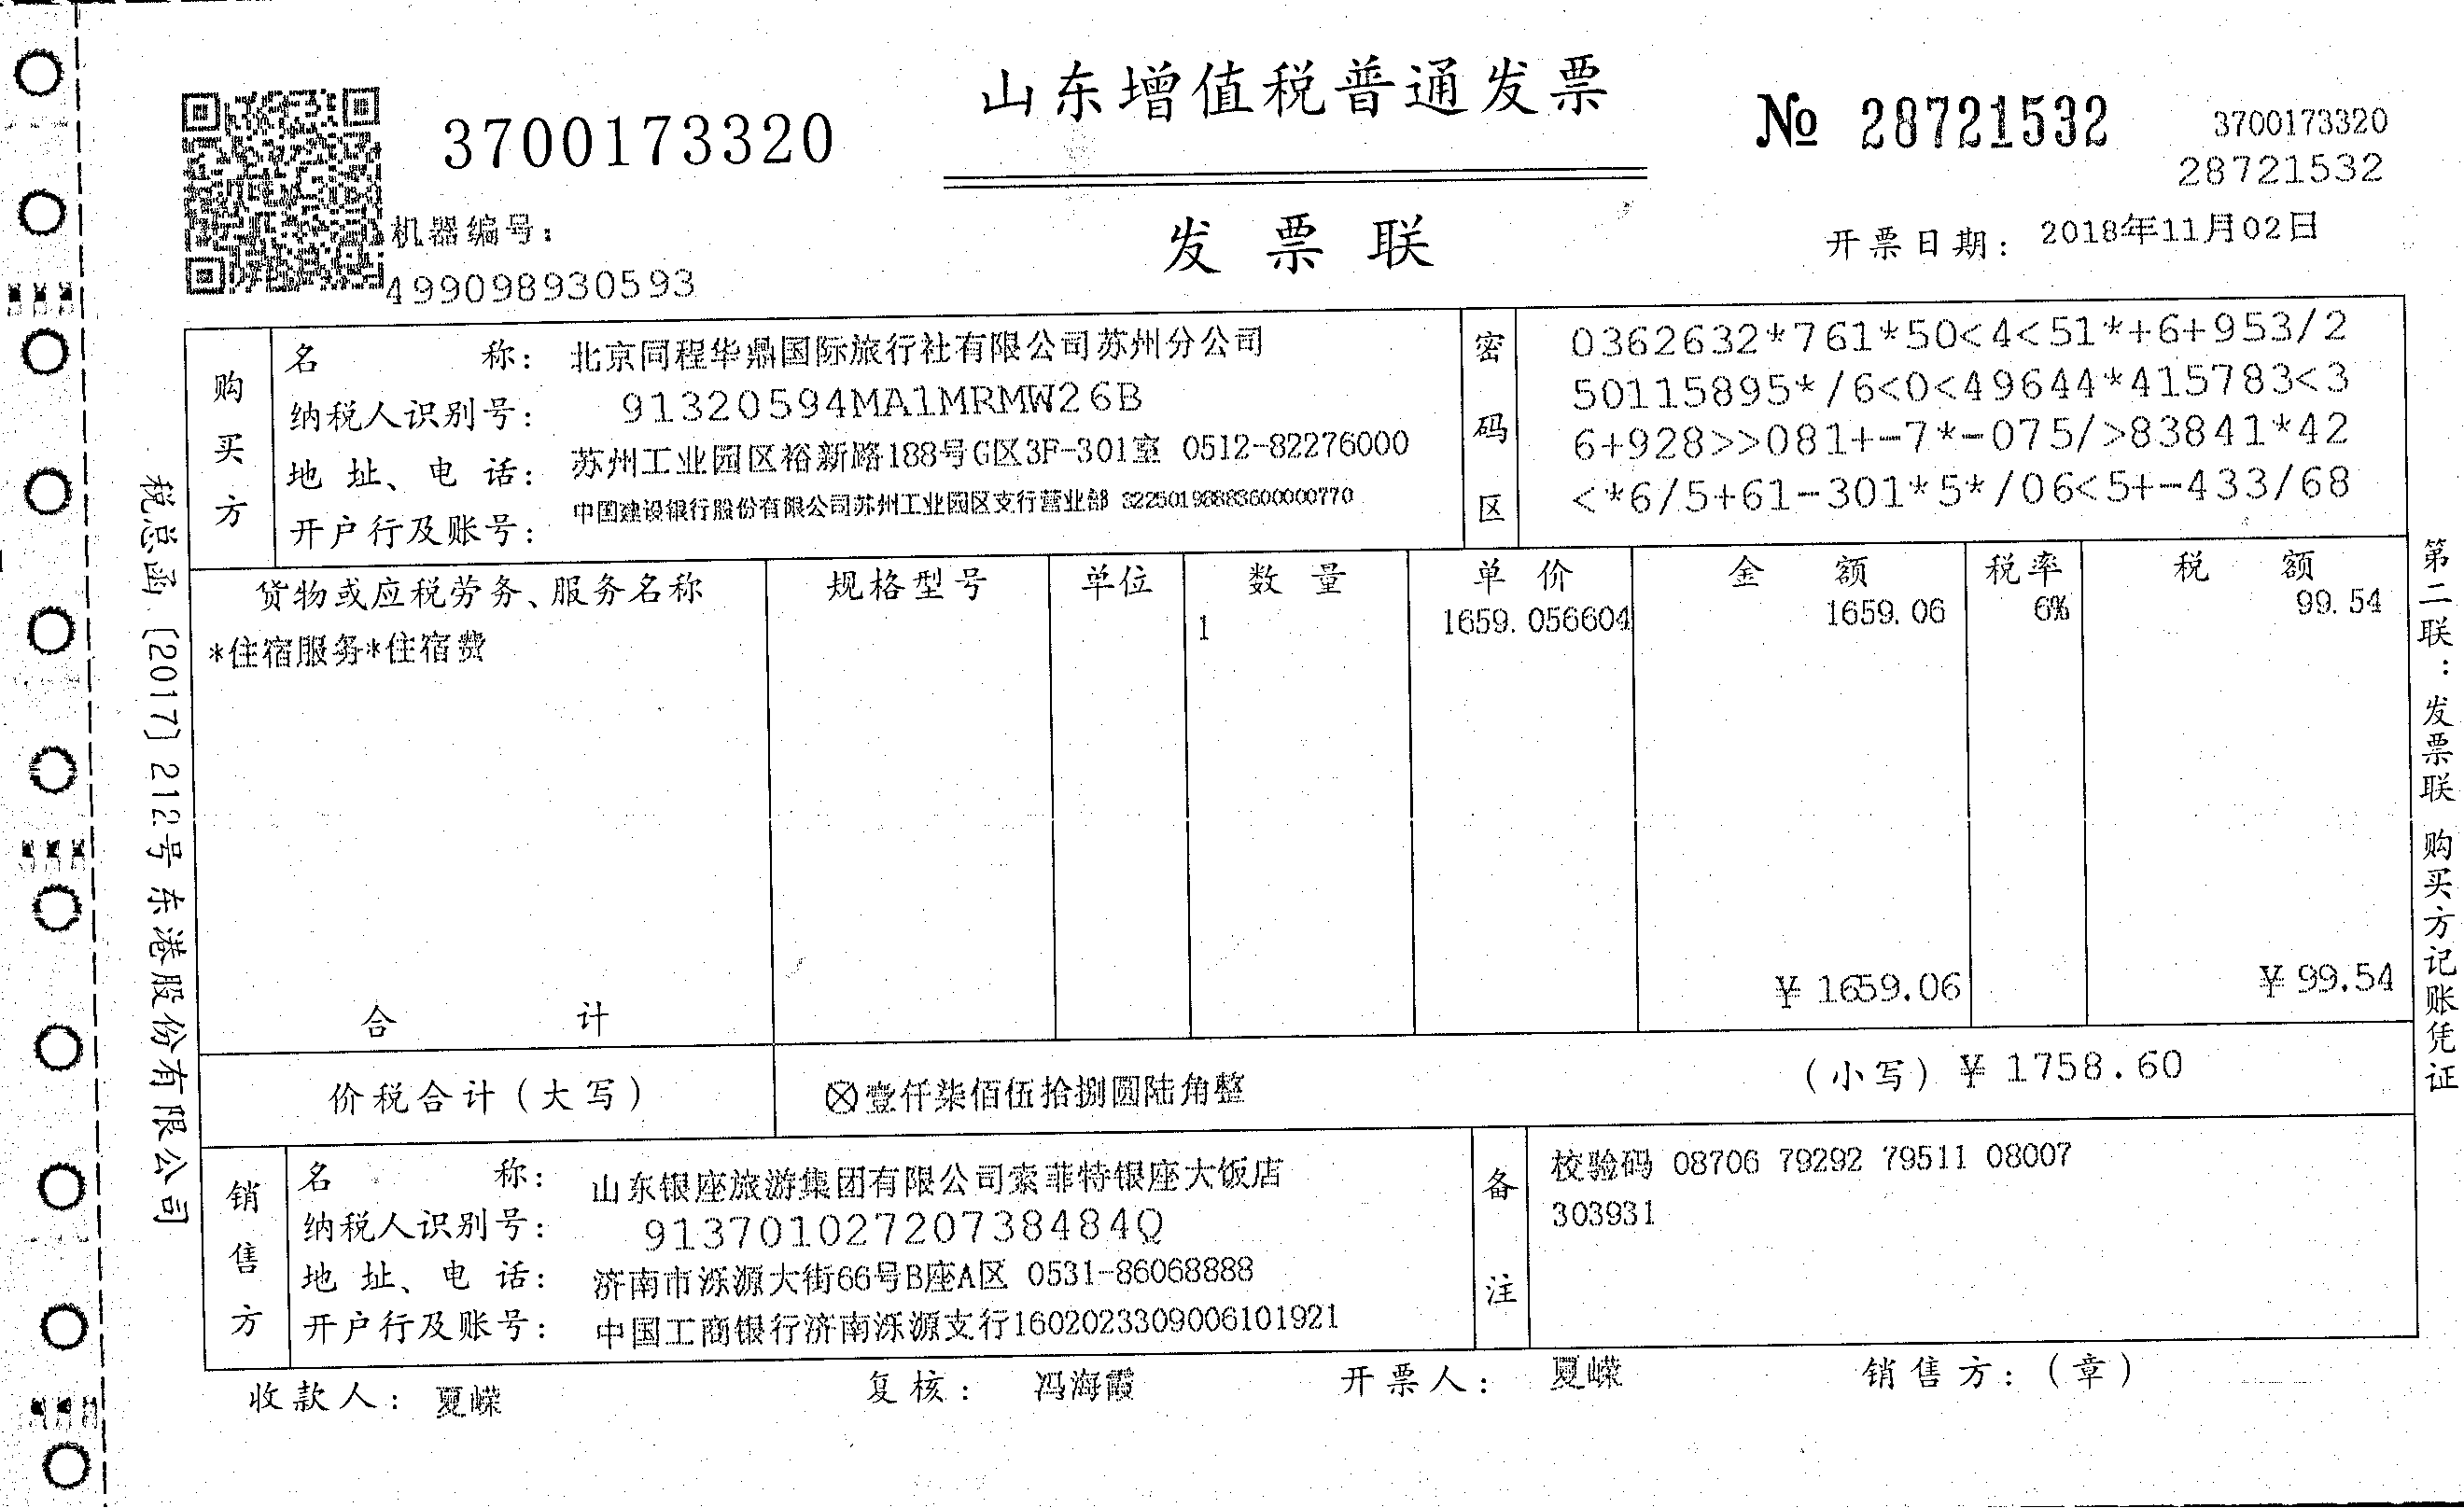 山东增值税普通发票
3700173320
№ 28721532
3700173320
28721532
机器编号：
499098930593
发票联
开票日期： 2018年11月02日
购买方
名称： 北京同程华鼎国际旅行社有限公司苏州分公司
纳税人识别号： 91320594MA1MRMW26B
地址、电话： 苏州工业园区裕新路188号G区3F-301室 0512-82276000
开户行及账号： 中国建设银行股份有限公司苏州工业园区支行营业部
密码区
0362632*761*50<4<51*+6+953/2
50115895*/6<0<49644*415783<3
6+928>>081+-7*-075/>83841*42
<*6/5+61-301*5*/06<5+-433/68
货物或应税劳务、服务名称 规格型号 单位 数量 单价 金额 税率 税额
*住宿服务*住宿费 1 1659.056604 1659.06 6% 99.54
合计 ¥1659.06 ¥99.54
价税合计（大写） ⊗壹仟柒佰伍拾捌圆陆角整 （小写）¥1758.60
销售方
名称： 山东银座旅游集团有限公司索菲特银座大饭店
纳税人识别号： 91370102720738484Q
地址、电话： 济南市泺源大街66号B座A区 0531-86068888
开户行及账号： 中国工商银行济南泺源支行1602023309006101921
备注
校验码 08706 79292 79511 08007
303931
收款人： 夏嵘 复核： 冯海霞 开票人： 夏嵘 销售方：（章）
税总函〔2017〕212号东港股份有限公司
第二联：发票联 购买方记账凭证